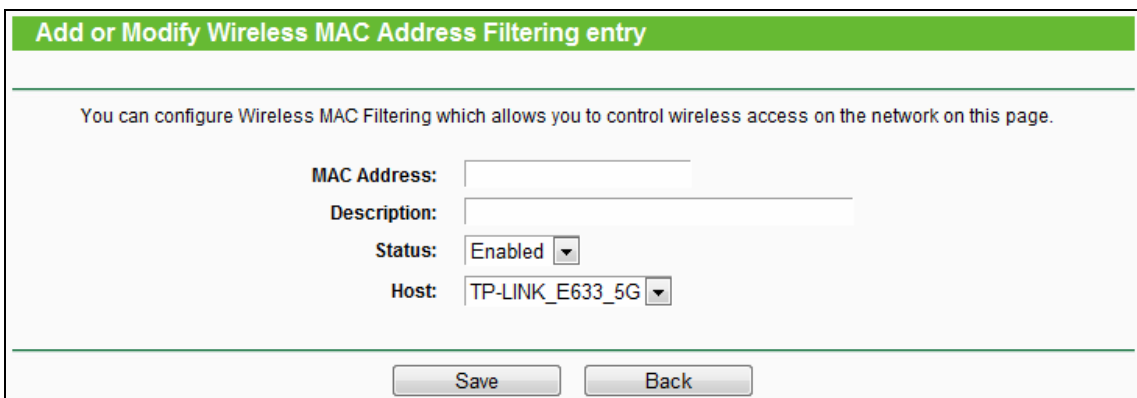 Add or Modify Wireless MAC Address Filtering entry
You can configure Wireless MAC Filtering which allows you to control wireless access on the network on this page.
MAC Address:
Description:
Status: Enabled
Host: TP-LINK_E633_5G
Save Back